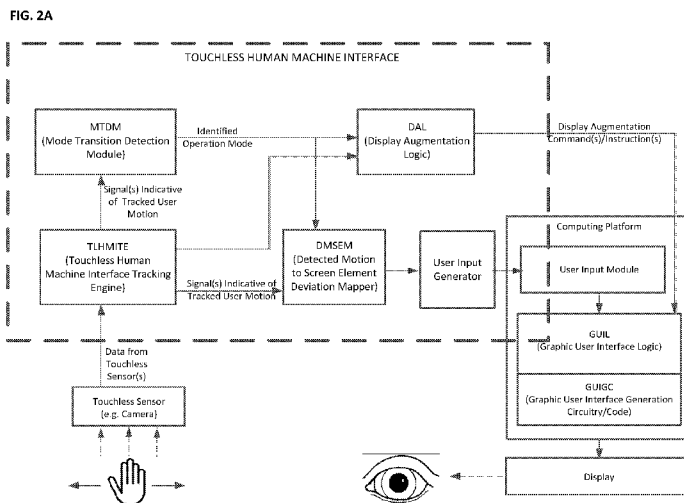 FIG. 2A
TOUCHLESS HUMAN MACHINE INTERFACE
MTDM
(Mode Transition Detection
Module}
Identified
Operation Mode
DAL
(Display Augmentation
Logic)
Display Augmentation
Command(s)/Instruction(s)
Signal(s) Indicative
of Tracked User
Motion
TLHMITE
(Touchless Human
Machine Interface Tracking
Engine}
Signal(s) Indicative of
Tracked User Motion
DMSEM
(Detected Motion
to Screen Element
Deviation Mapper)
User Input
Generator
Computing Platform
User Input Module
GUIL
(Graphic User Interface Logic)
GUIGC
(Graphic User Interface Generation
Circuitry/Code)
Data from
Touchless
Sensor(s)
Touchless Sensor
(e.g. Camera)
Display